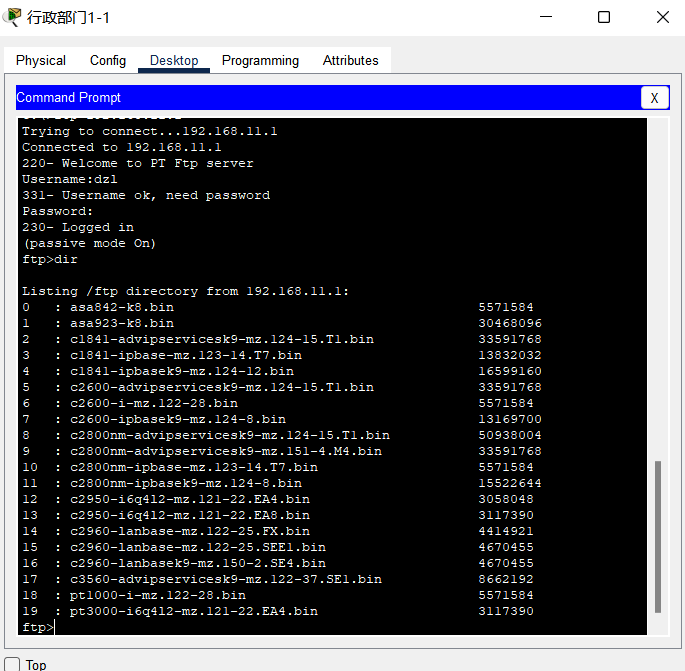 行政部门1-1
Physical Config Desktop Programming Attributes
Command Prompt X
Trying to connect...192.168.11.1
Connected to 192.168.11.1
220- Welcome to PT Ftp server
Username:dzl
331- Username ok, need password
Password:
230- Logged in
(passive mode On)
ftp>dir
Listing /ftp directory from 192.168.11.1:
0 : asa842-k8.bin 5571584
1 : asa923-k8.bin 30468096
2 : c1841-advipservicesk9-mz.124-15.T1.bin 33591768
3 : c1841-ipbase-mz.123-14.T7.bin 13832032
4 : c1841-ipbasek9-mz.124-12.bin 16599160
5 : c2600-advipservicesk9-mz.124-15.T1.bin 33591768
6 : c2600-i-mz.122-28.bin 5571584
7 : c2600-ipbasek9-mz.124-8.bin 13169700
8 : c2800nm-advipservicesk9-mz.124-15.T1.bin 50938004
9 : c2800nm-advipservicesk9-mz.151-4.M4.bin 33591768
10 : c2800nm-ipbase-mz.123-14.T7.bin 5571584
11 : c2800nm-ipbasek9-mz.124-8.bin 15522644
12 : c2950-i6q4l2-mz.121-22.EA4.bin 3058048
13 : c2950-i6q4l2-mz.121-22.EA8.bin 3117390
14 : c2960-lanbase-mz.122-25.FX.bin 4414921
15 : c2960-lanbase-mz.122-25.SEE1.bin 4670455
16 : c2960-lanbasek9-mz.150-2.SE4.bin 4670455
17 : c3560-advipservicesk9-mz.122-37.SE1.bin 8662192
18 : pt1000-i-mz.122-28.bin 5571584
19 : pt3000-i6q4l2-mz.121-22.EA4.bin 3117390
ftp>
Top